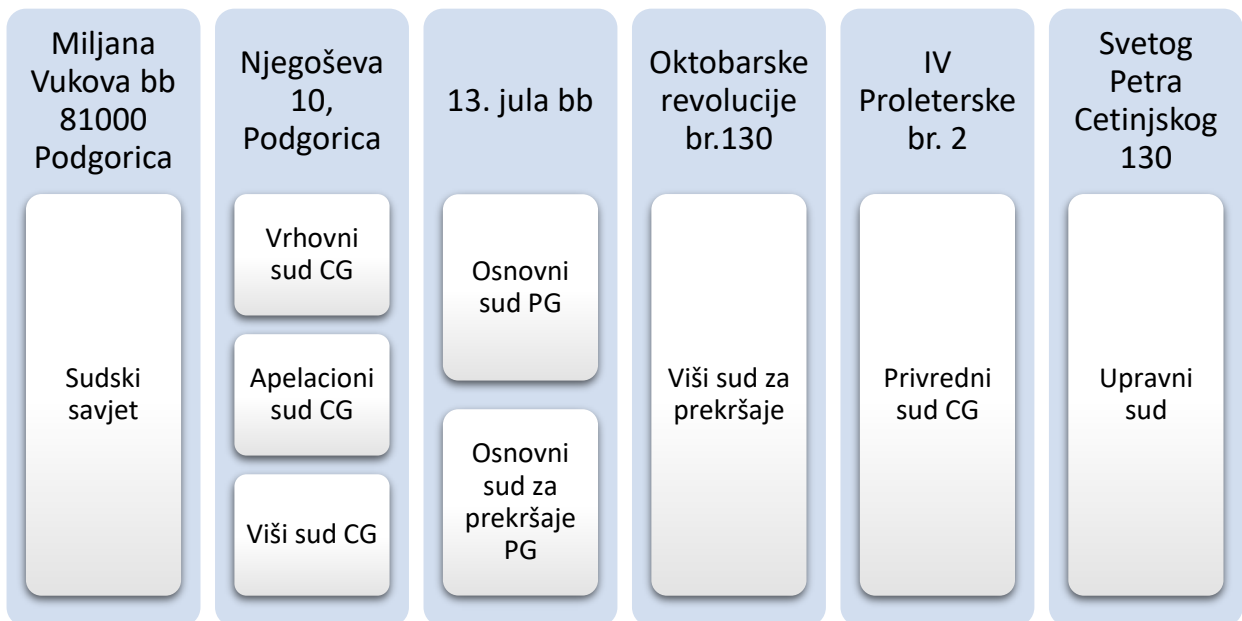 Miljana
Vukova bb
81000
Podgorica
Sudski
savjet
Njegoševa
10,
Podgorica
Vrhovni
sud CG
Apelacioni
sud CG
Viši sud CG
13. jula bb
Osnovni
sud PG
Osnovni
sud za
prekršaje
PG
Oktobarske
revolucije
br.130
Viši sud za
prekršaje
IV
Proleterske
br. 2
Privredni
sud CG
Svetog
Petra
Cetinjskog
130
Upravni
sud